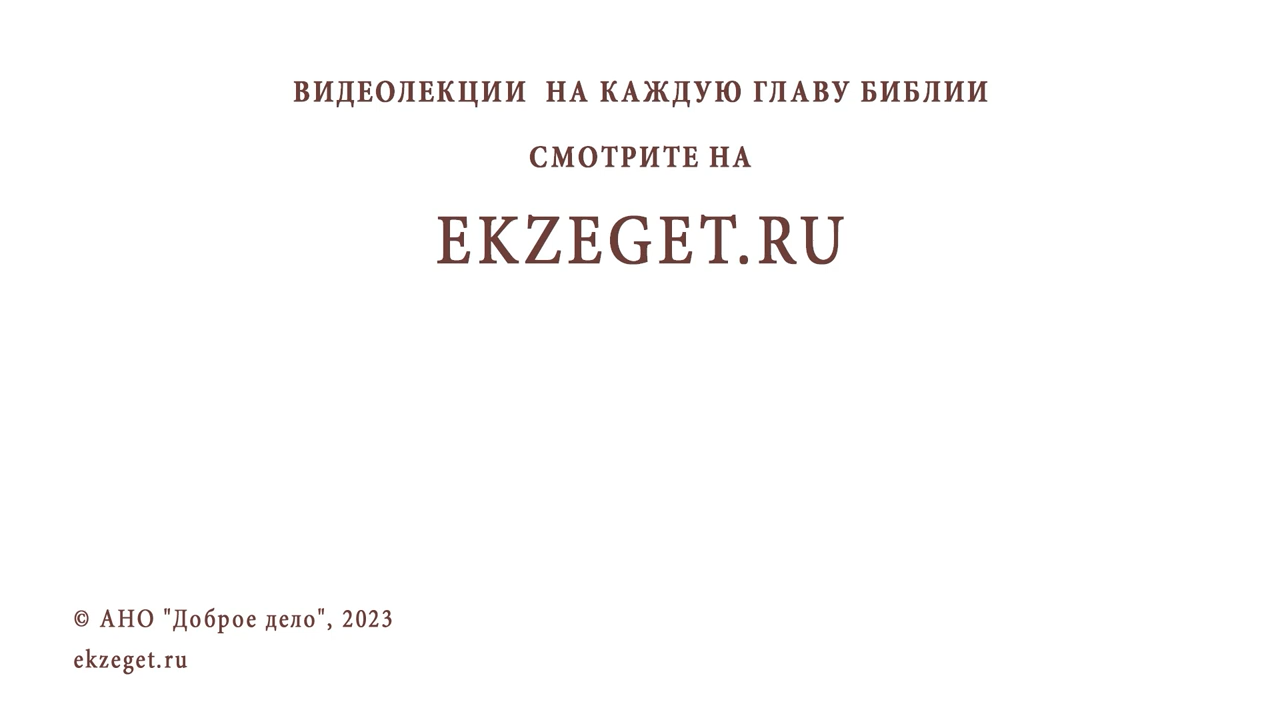 ВИДЕОЛЕКЦИИ НА КАЖДУЮ ГЛАВУ БИБЛИИ
СМОТРИТЕ НА
EKZEGET.RU
© АНО "Доброе дело", 2023
ekzeget.ru